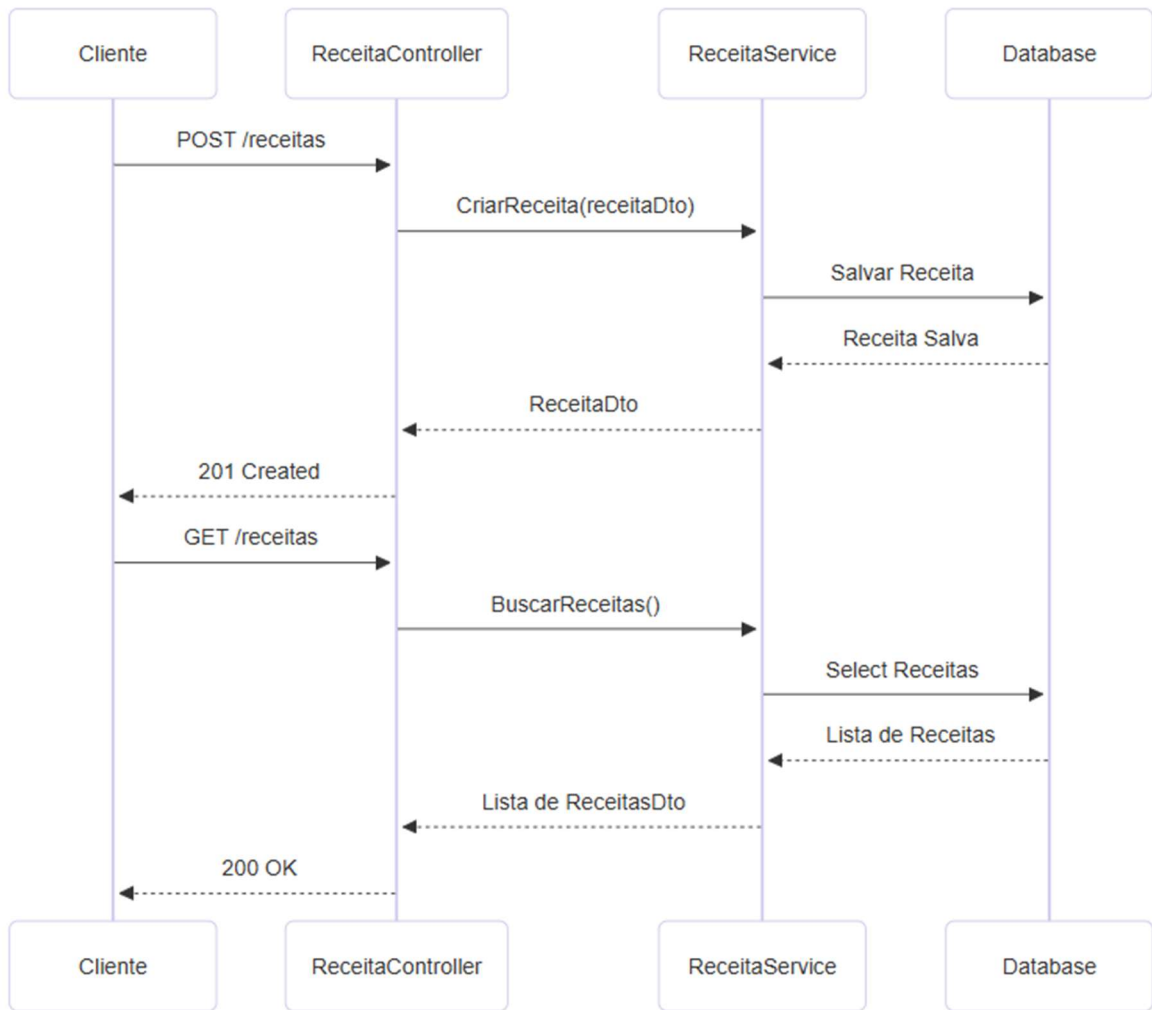 Cliente
ReceitaController
ReceitaService
Database
POST /receitas
CriarReceita(receitaDto)
Salvar Receita
Receita Salva
ReceitaDto
201 Created
GET /receitas
BuscarReceitas()
Select Receitas
Lista de Receitas
Lista de ReceitasDto
200 OK
Cliente
ReceitaController
ReceitaService
Database